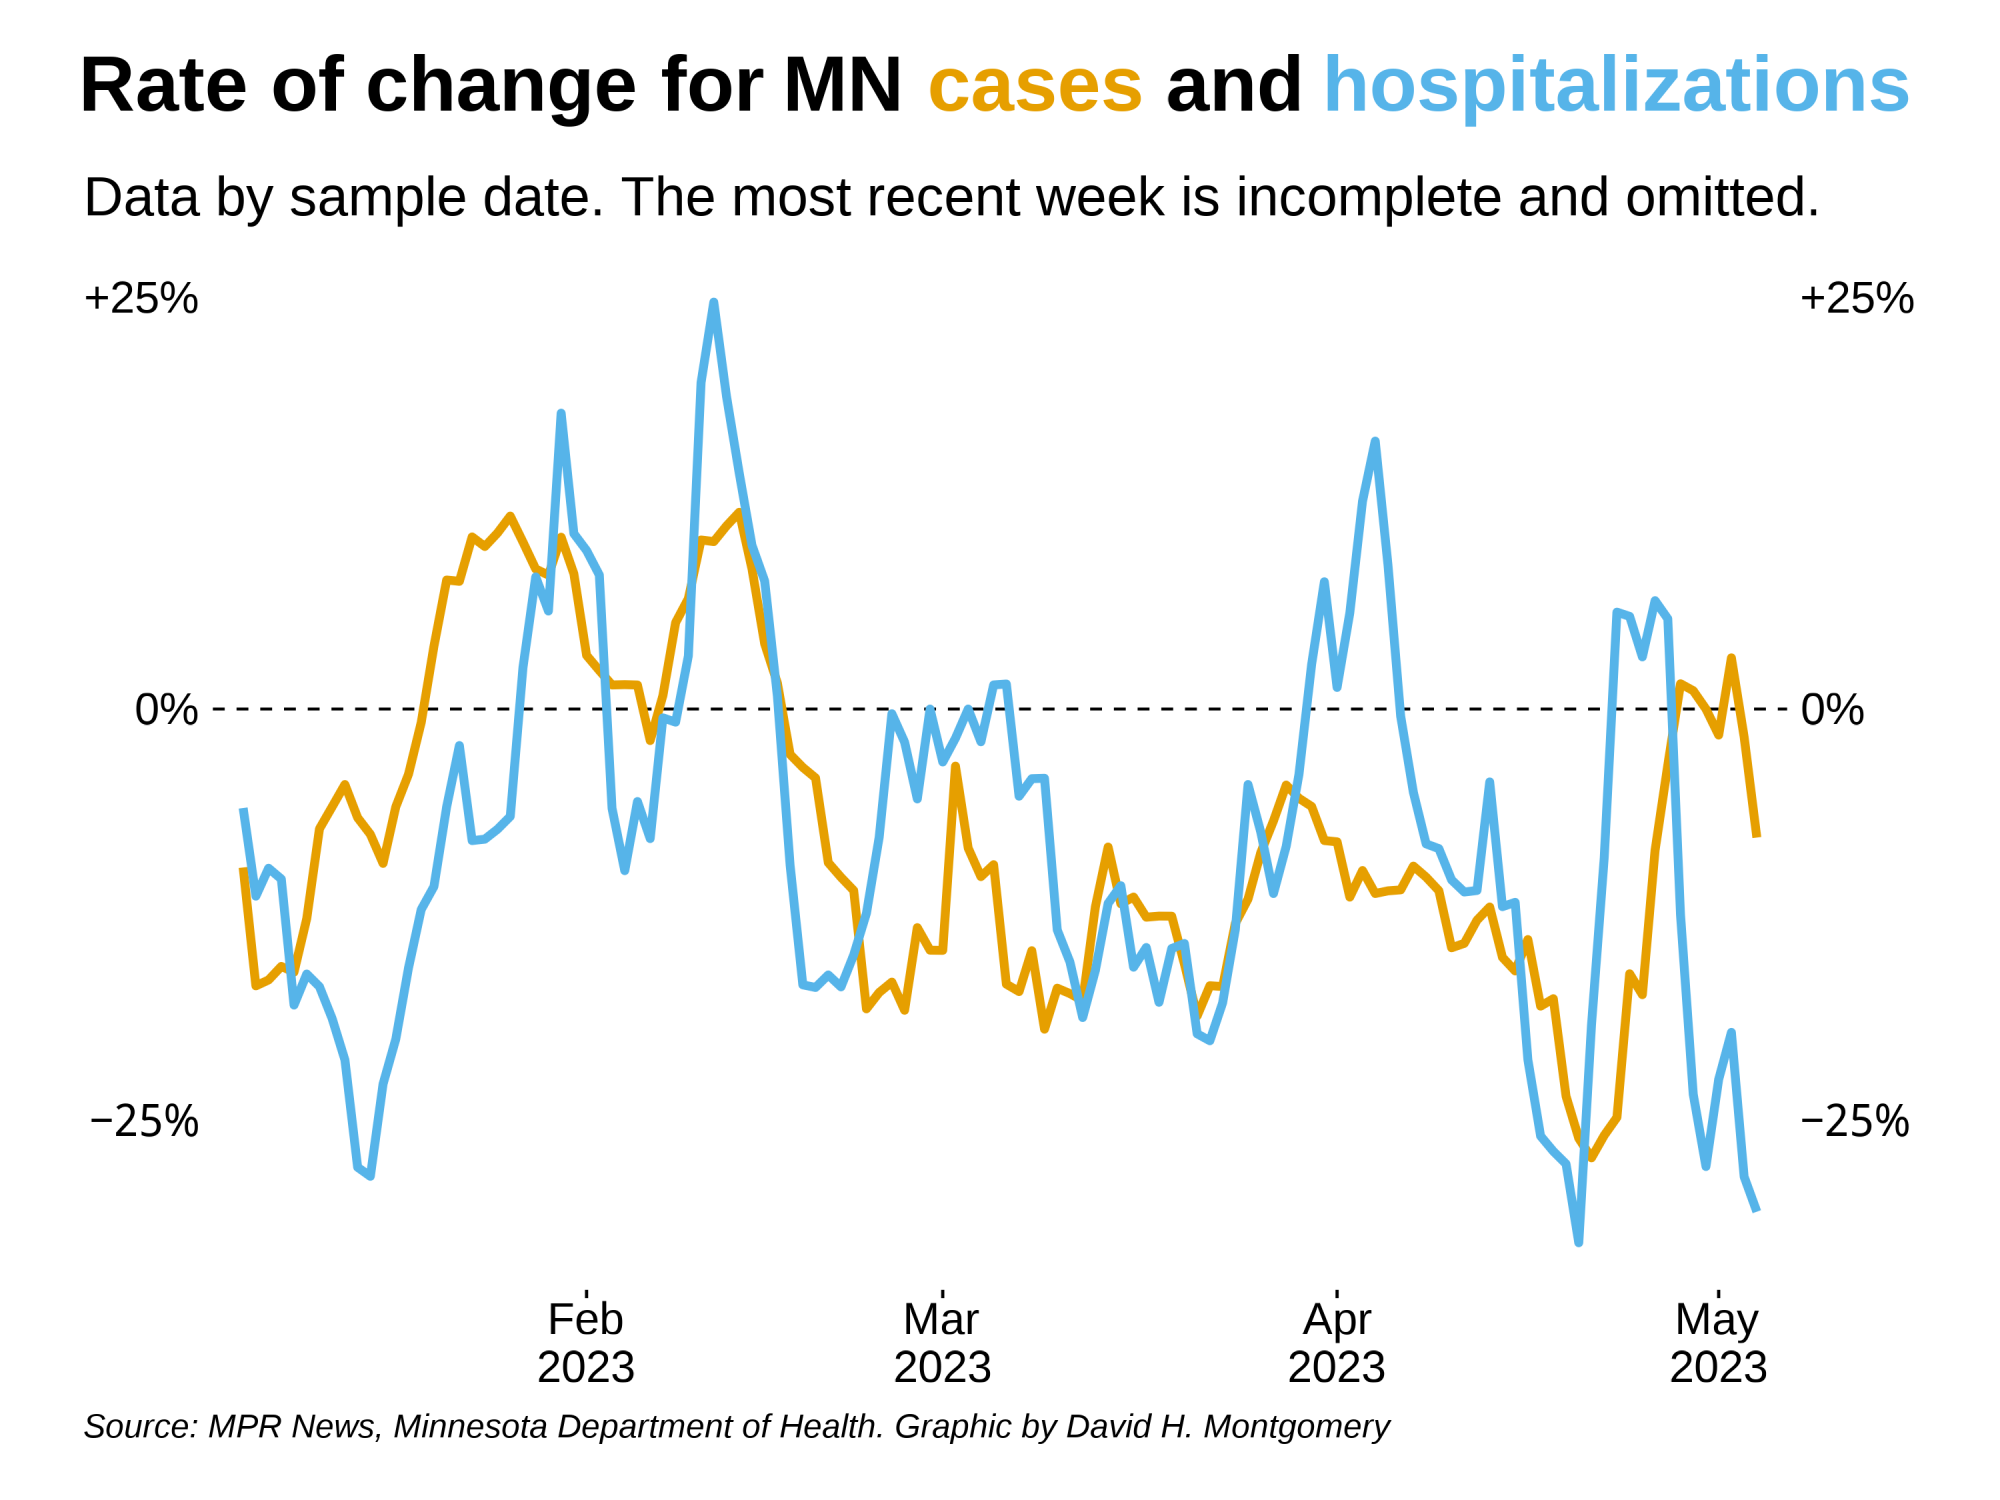 Rate of change for MN cases and hospitalizations
Data by sample date. The most recent week is incomplete and omitted.
+25% +25%
0% 0%
−25% −25%
Feb Mar Apr May
2023 2023 2023 2023
Source: MPR News, Minnesota Department of Health. Graphic by David H. Montgomery